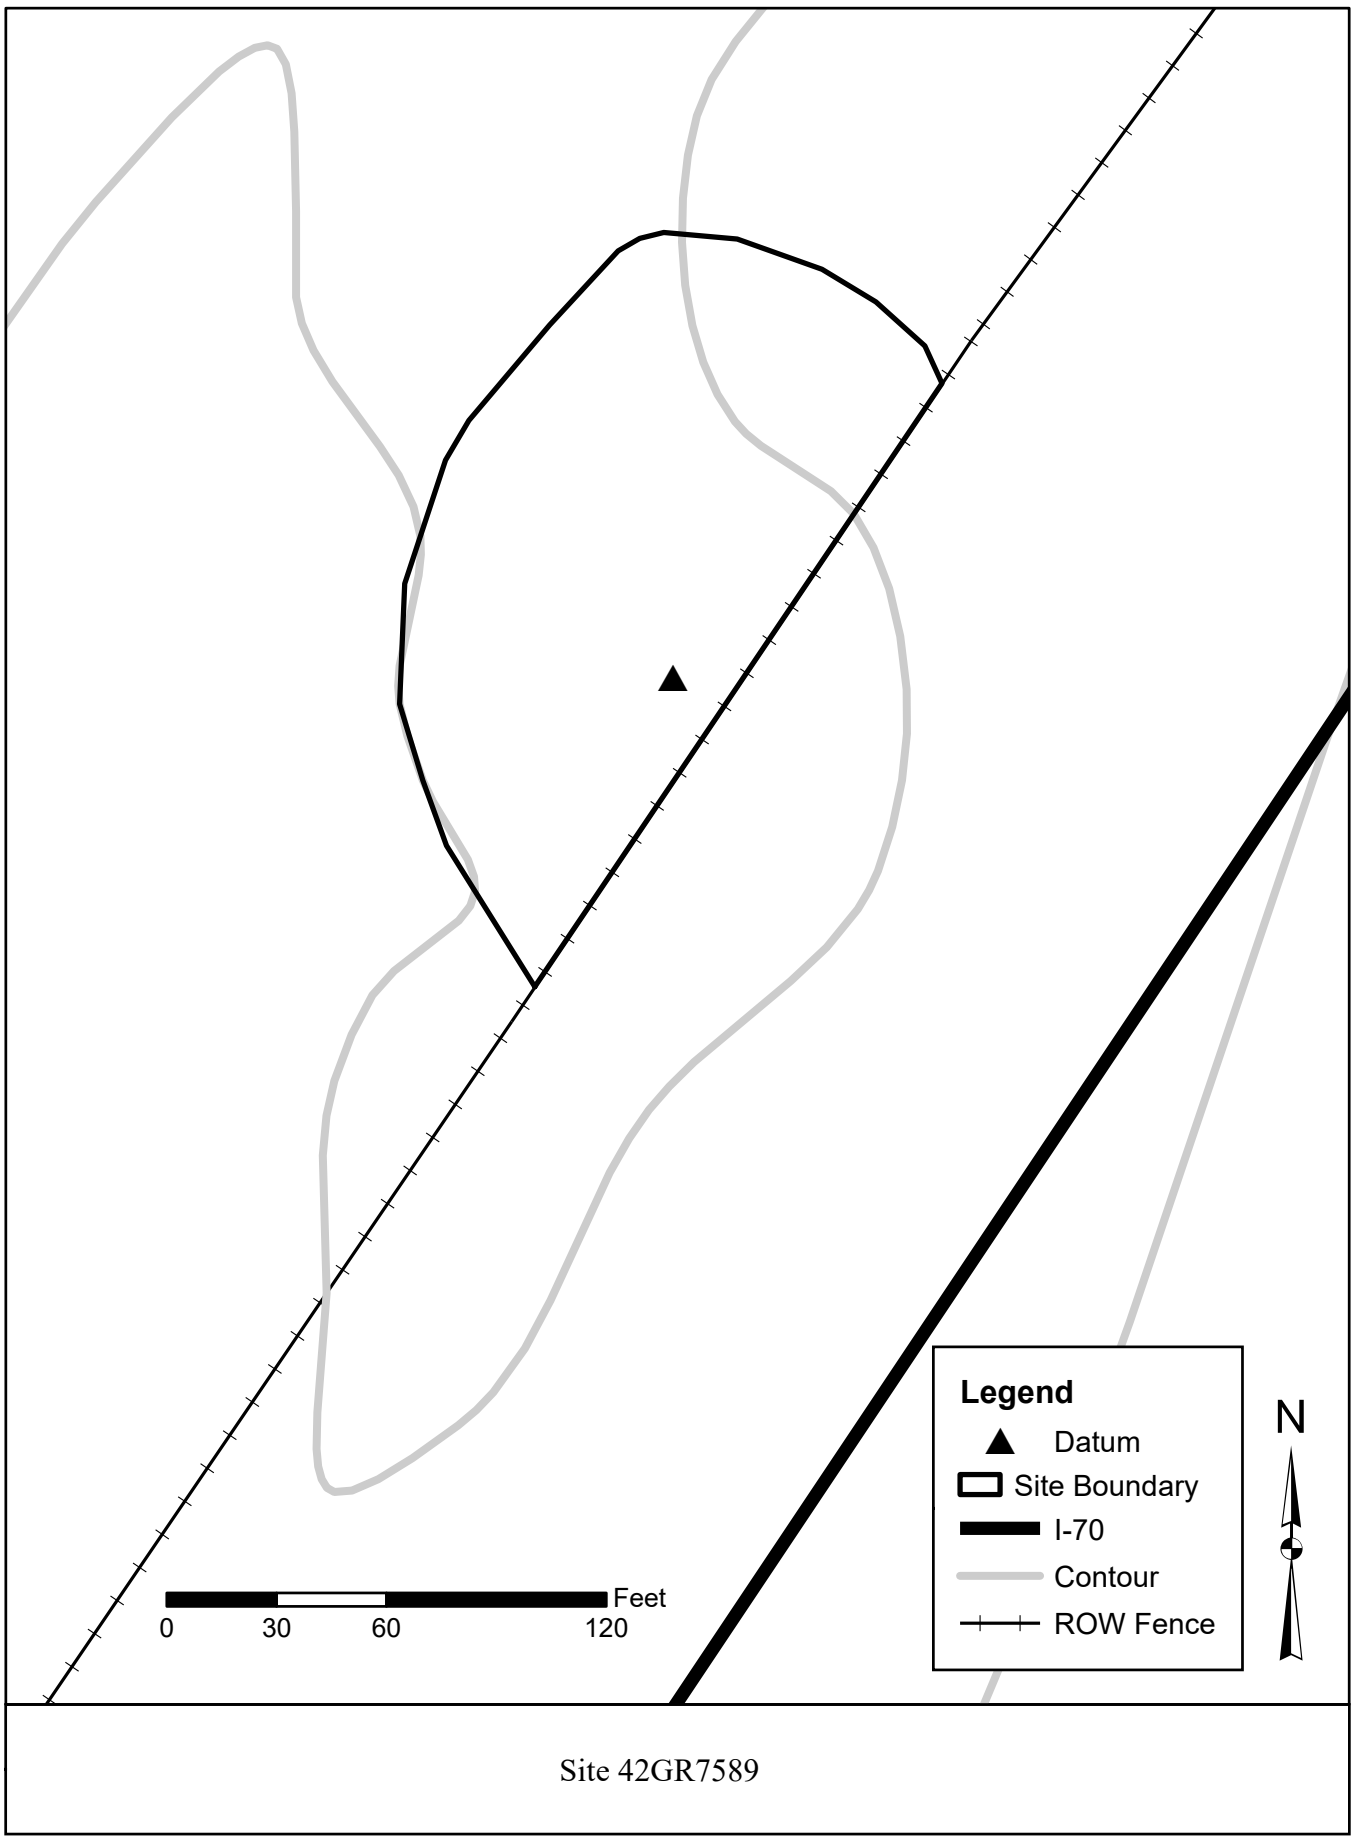 Legend
Datum
Site Boundary
I-70
Contour
ROW Fence
N
Feet
0 30 60 120
Site 42GR7589